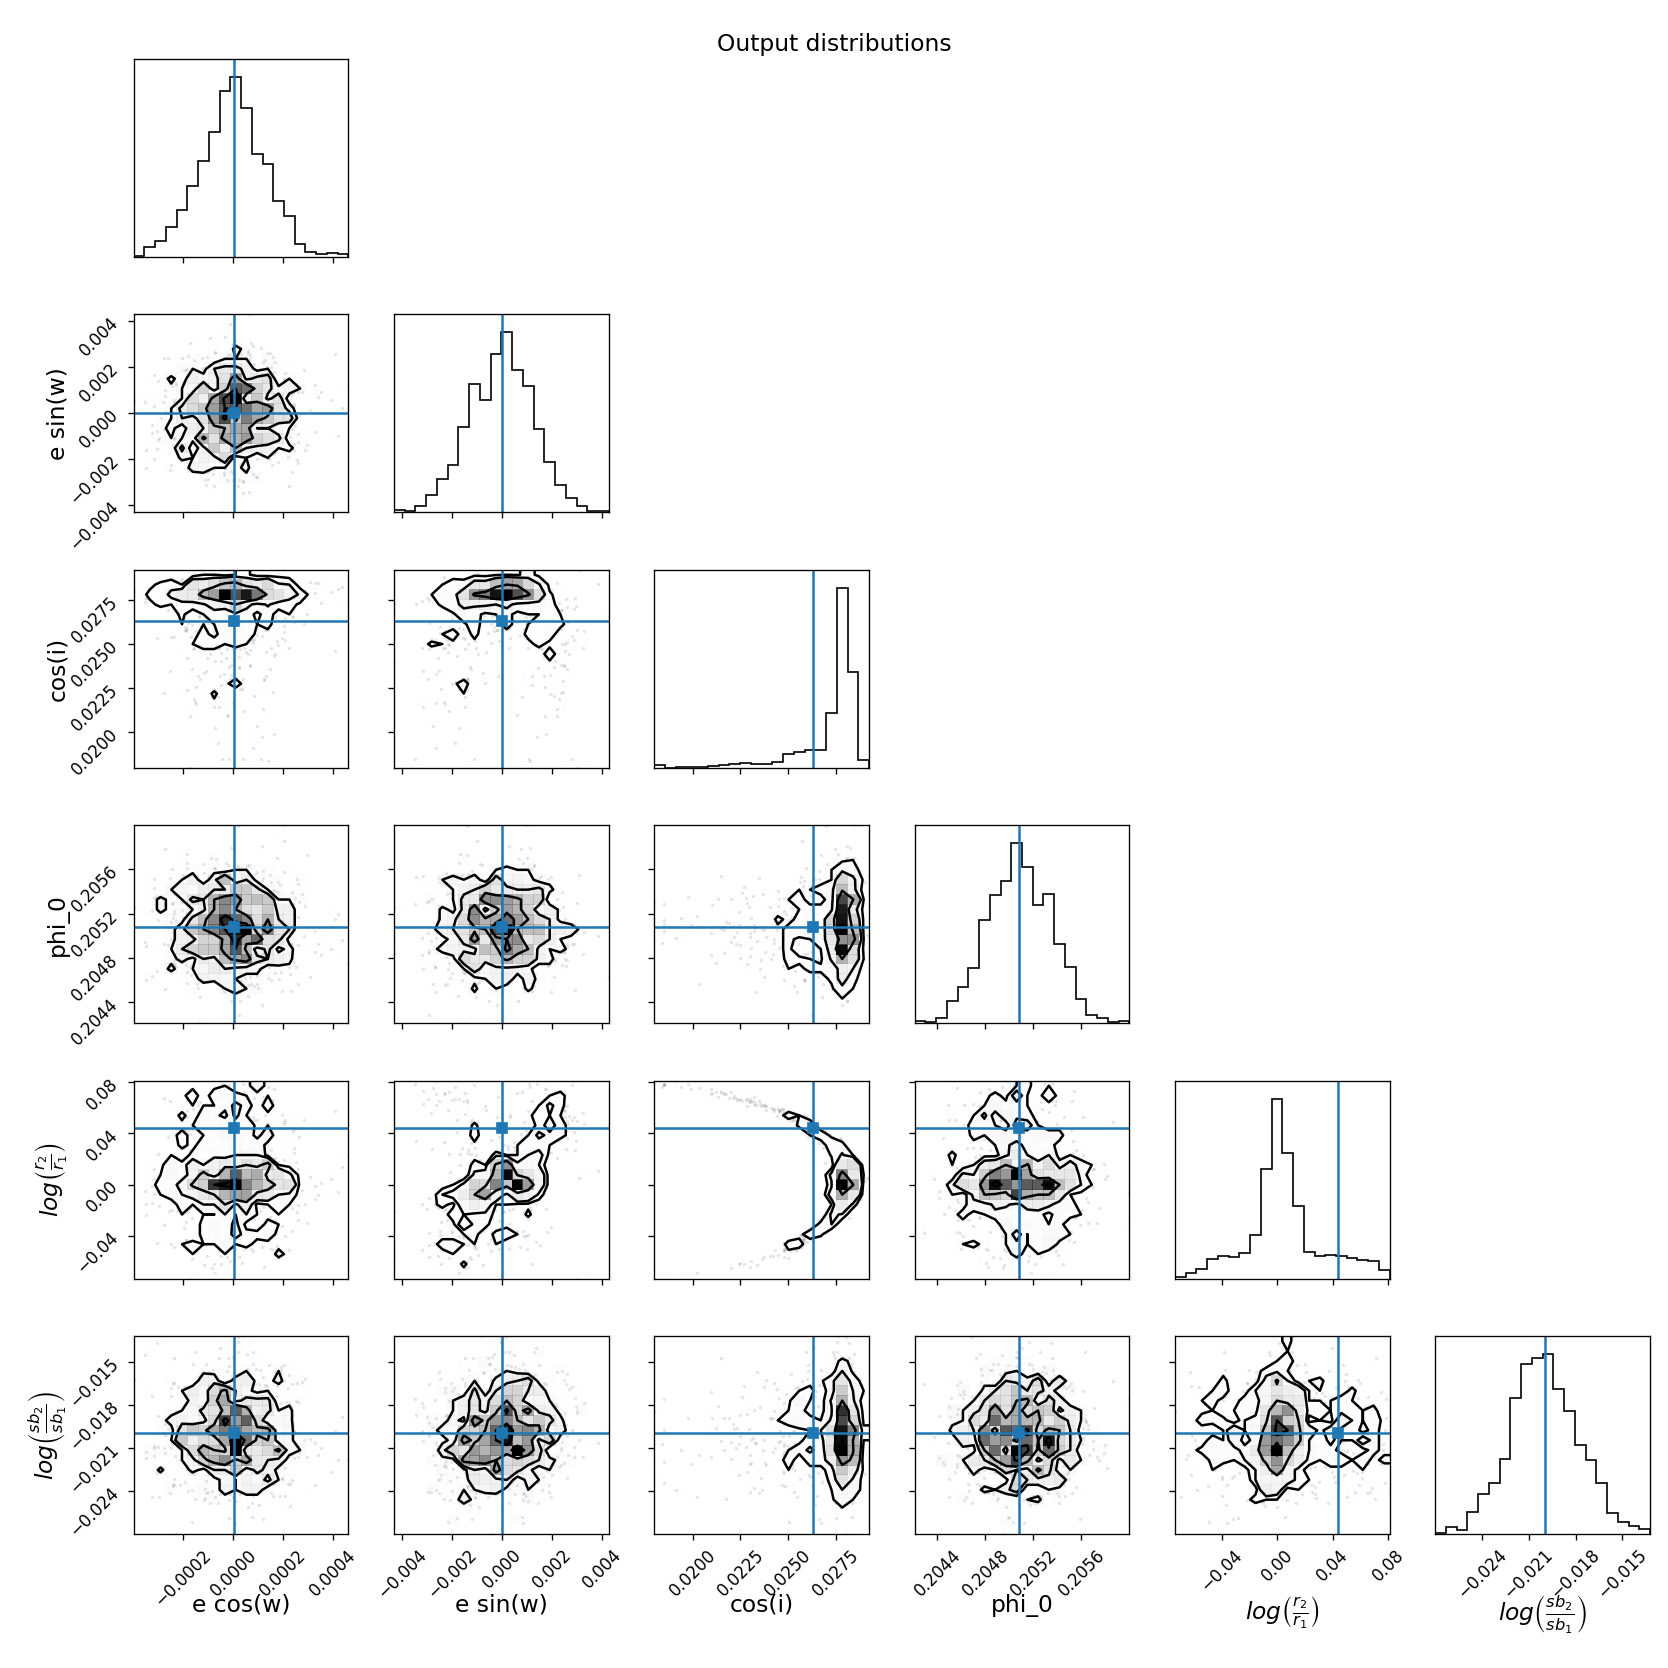 Output distributions
e sin(w)
0.004
0.002
0.000
−0.002
−0.004
cos(i)
0.0275
0.0250
0.0225
0.0200
phi_0
0.2056
0.2052
0.2048
0.2044
log(r₂/r₁)
0.08
0.04
0.00
−0.04
log(sb₂/sb₁)
−0.015
−0.018
−0.021
−0.024
−0.0002 0.0000 0.0002 0.0004
−0.004 −0.002 0.000 0.002 0.004
0.0200 0.0225 0.0250 0.0275
0.2044 0.2048 0.2052 0.2056
−0.04 0.00 0.04 0.08
−0.024 −0.021 −0.018 −0.015
e cos(w) e sin(w) cos(i) phi_0 log(r₂/r₁) log(sb₂/sb₁)